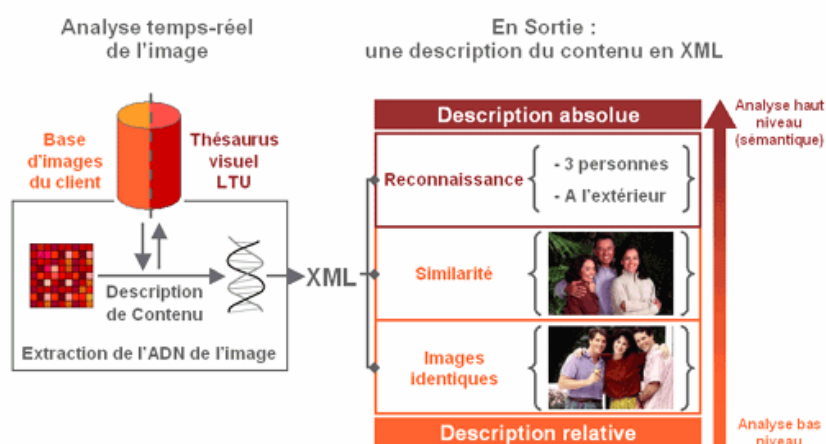 Analyse temps-réel
de l'image
Base
d'images
du client
Thésaurus
visuel
LTU
Description
de Contenu
Extraction de l'ADN de l'image
XML
En Sortie :
une description du contenu en XML
Description absolue
Reconnaissance
- 3 personnes
- A l'extérieur
Similarité
Images
identiques
Description relative
Analyse haut
niveau
(sémantique)
Analyse bas
niveau